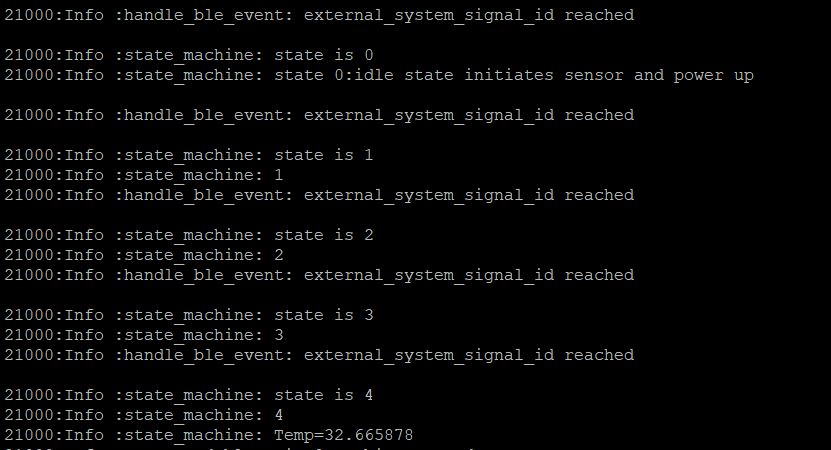 21000:Info :handle_ble_event: external_system_signal_id reached
21000:Info :state_machine: state is 0
21000:Info :state_machine: state 0:idle state initiates sensor and power up
21000:Info :handle_ble_event: external_system_signal_id reached
21000:Info :state_machine: state is 1
21000:Info :state_machine: 1
21000:Info :handle_ble_event: external_system_signal_id reached
21000:Info :state_machine: state is 2
21000:Info :state_machine: 2
21000:Info :handle_ble_event: external_system_signal_id reached
21000:Info :state_machine: state is 3
21000:Info :state_machine: 3
21000:Info :handle_ble_event: external_system_signal_id reached
21000:Info :state_machine: state is 4
21000:Info :state_machine: 4
21000:Info :state_machine: Temp=32.665878